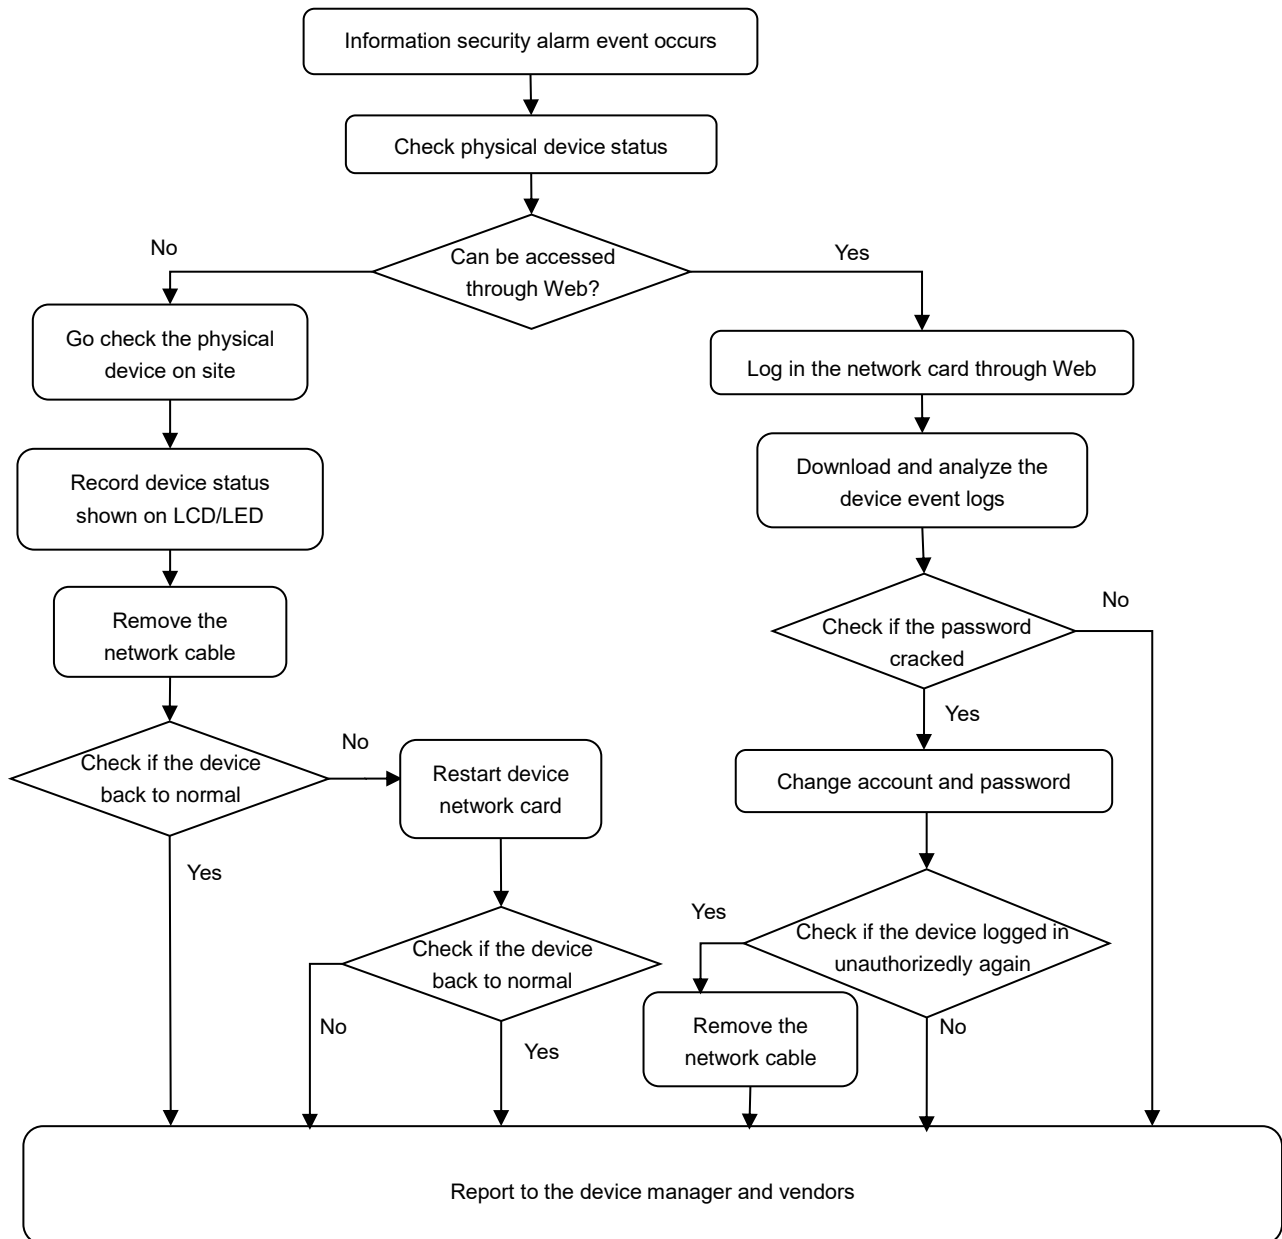 Information security alarm event occurs
Check physical device status
No
Can be accessed
through Web?
Yes
Go check the physical
device on site
Log in the network card through Web
Record device status
shown on LCD/LED
Download and analyze the
device event logs
Remove the
network cable
Check if the password
cracked
No
Yes
Check if the device
back to normal
No
Restart device
network card
Change account and password
Yes
Check if the device
back to normal
Yes
Check if the device logged in
unauthorizedly again
No
Yes
Remove the
network cable
No
Report to the device manager and vendors